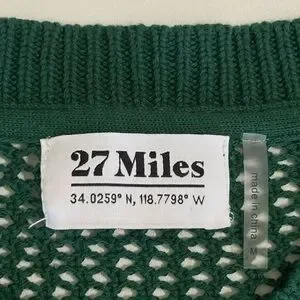 27 Miles
34.0259° N, 118.7798° W
made in china